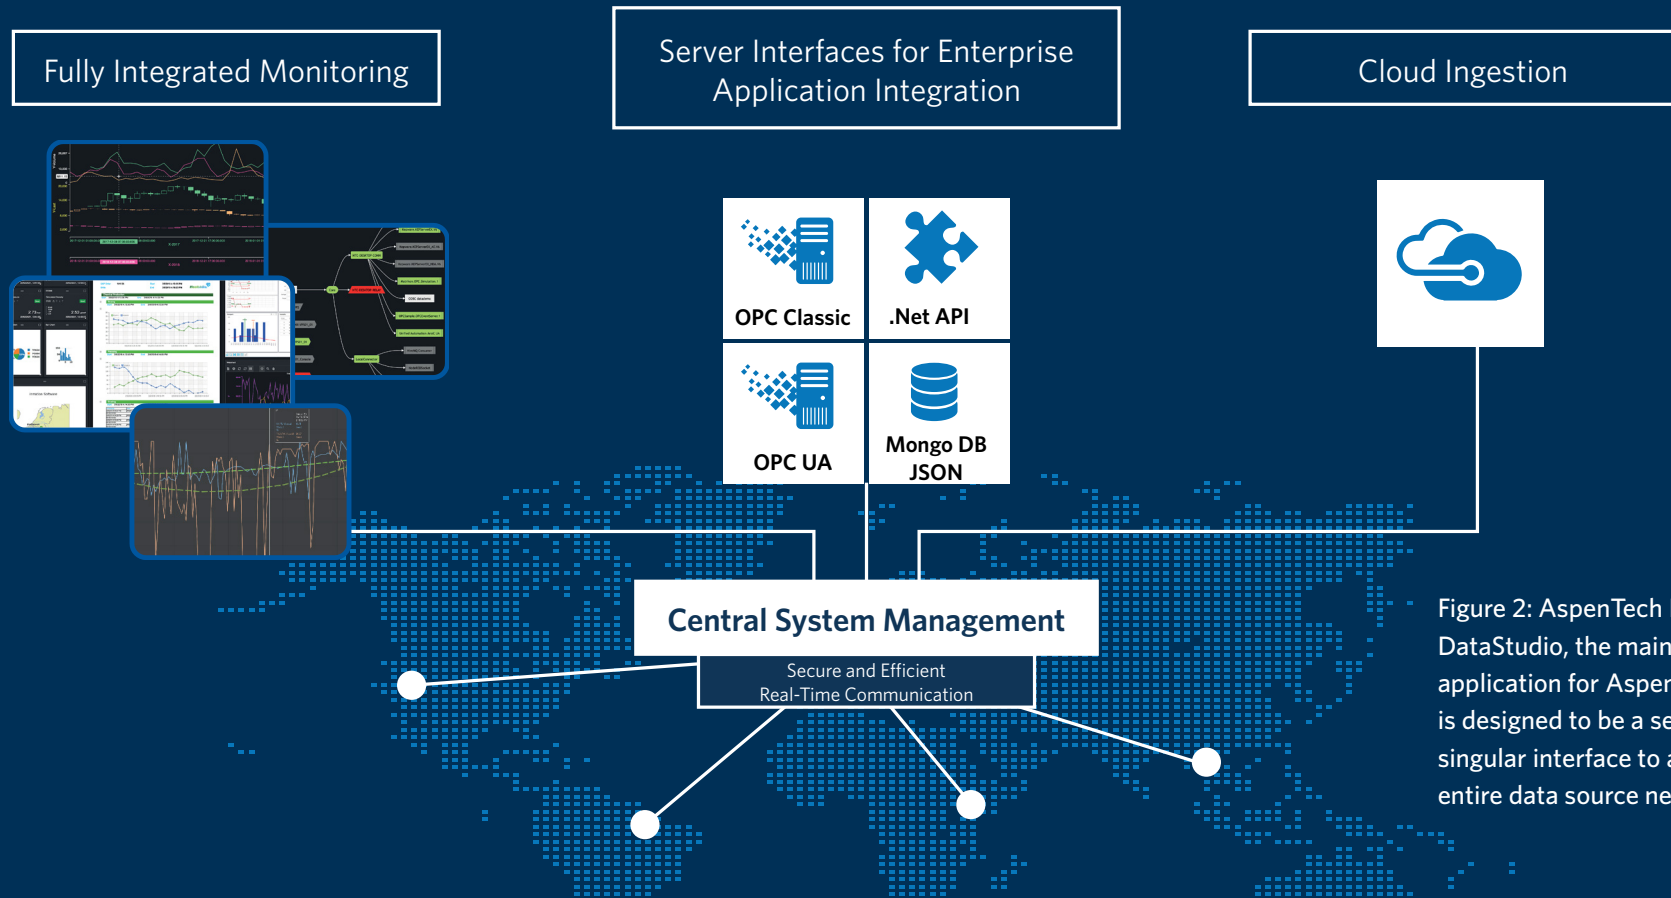 Fully Integrated Monitoring
Server Interfaces for Enterprise
Application Integration
Cloud Ingestion
OPC Classic
.Net API
OPC UA
Mongo DB
JSON
Central System Management
Secure and Efficient
Real-Time Communication
Figure 2: AspenTech
DataStudio, the main
application for Aspen
is designed to be a se
singular interface to a
entire data source ne